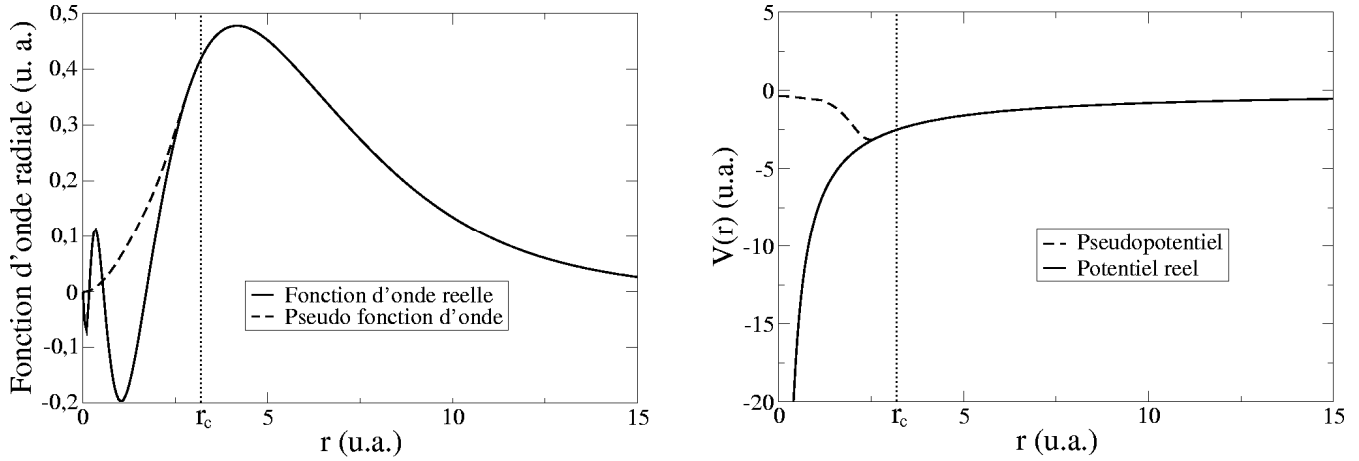 Fonction d'onde radiale (u. a.)
0,5
0,4
0,3
0,2
0,1
0
-0,1
-0,2
Fonction d'onde reelle
Pseudo fonction d'onde
0 rc 5 10 15
r (u.a.)
V(r) (u.a.)
5
0
-5
-10
-15
-20
Pseudopotentiel
Potentiel reel
0 rc 5 10 15
r (u.a.)